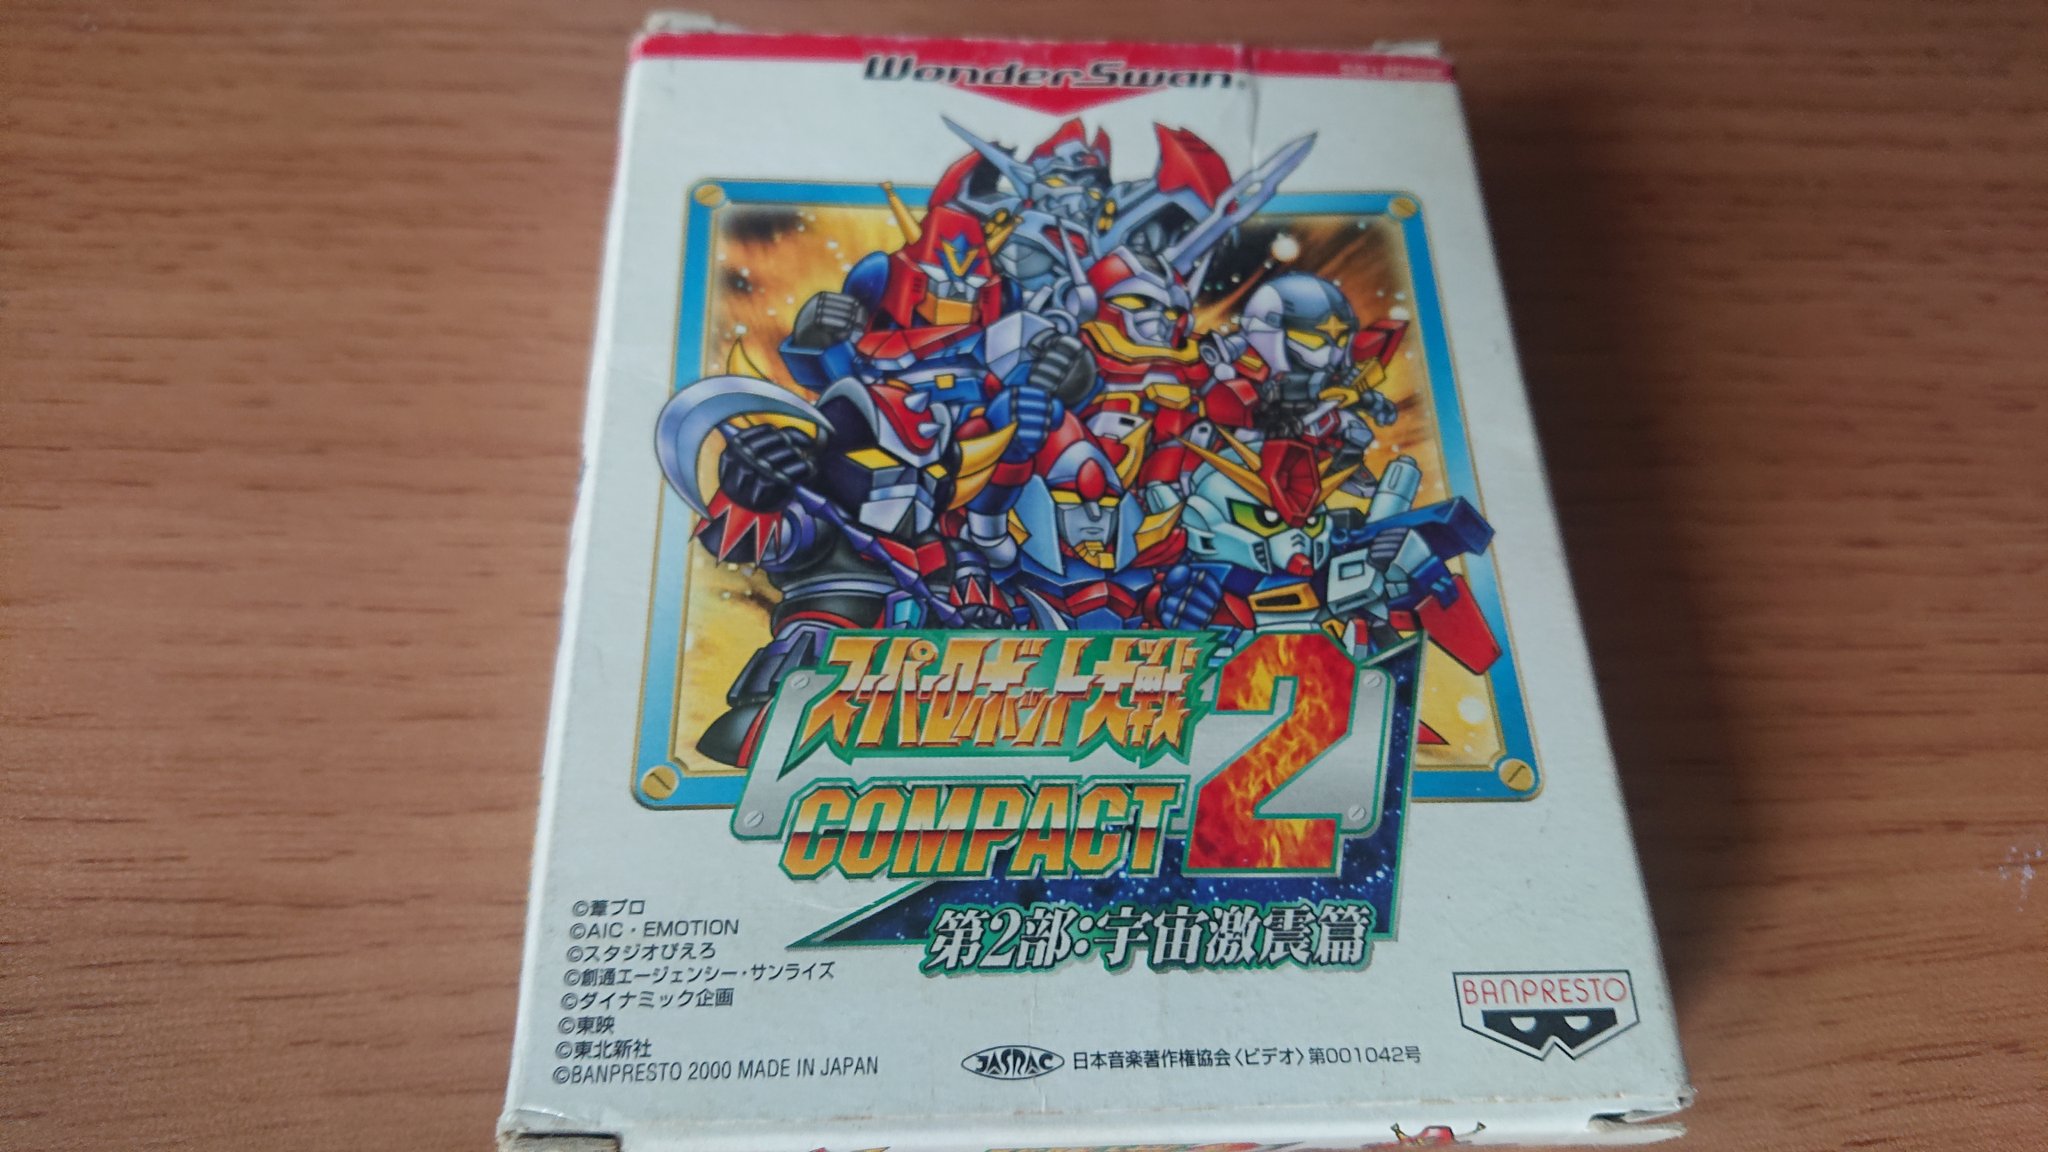 WonderSwan
スーパーロボット大戦
COMPACT 2
第2部:宇宙激震篇
©葦プロ
©AIC・EMOTION
©スタジオぴえろ
©創通エージェンシー・サンライズ
©ダイナミック企画
©東映
©東北新社
©BANPRESTO 2000 MADE IN JAPAN
JASRAC 日本音楽著作権協会〈ビデオ〉第001042号
BANPRESTO